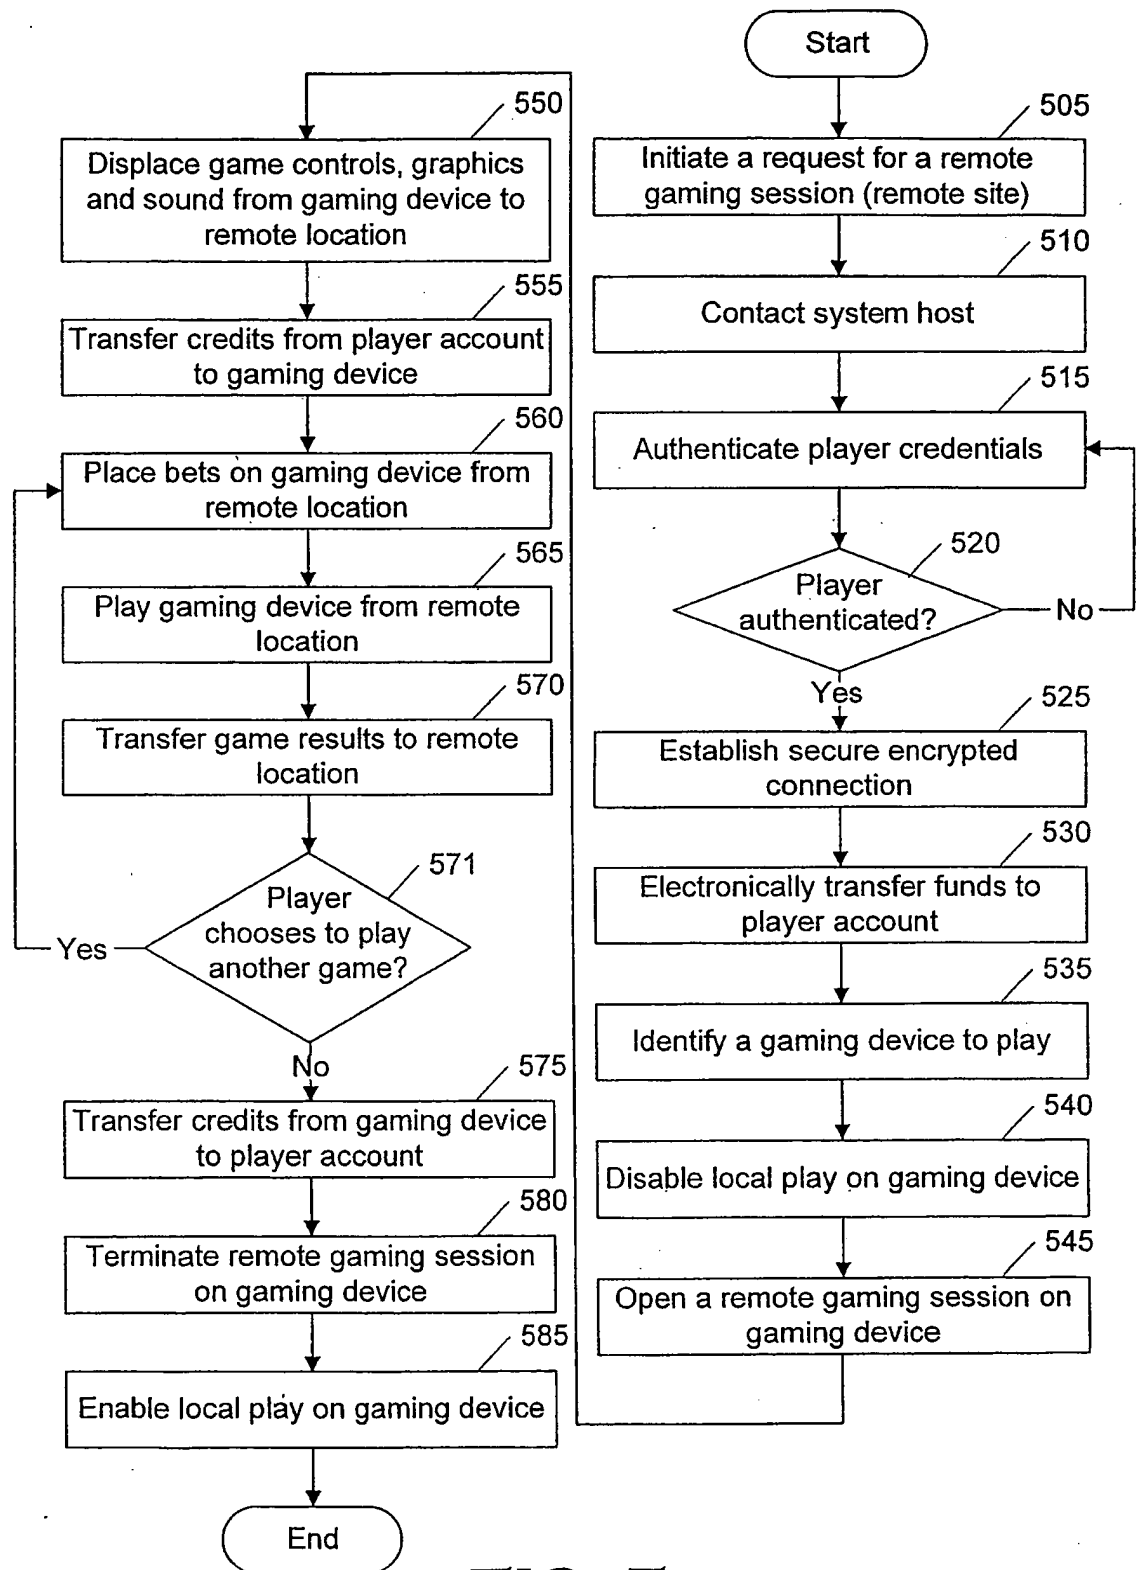 Start
505
Initiate a request for a remote
gaming session (remote site)
510
Contact system host
515
Authenticate player credentials
520
Player
authenticated?
No
Yes
525
Establish secure encrypted
connection
530
Electronically transfer funds to
player account
535
Identify a gaming device to play
540
Disable local play on gaming device
545
Open a remote gaming session on
gaming device
550
Displace game controls, graphics
and sound from gaming device to
remote location
555
Transfer credits from player account
to gaming device
560
Place bets on gaming device from
remote location
565
Play gaming device from remote
location
570
Transfer game results to remote
location
571
Player
chooses to play
another game?
Yes
No
575
Transfer credits from gaming device
to player account
580
Terminate remote gaming session
on gaming device
585
Enable local play on gaming device
End